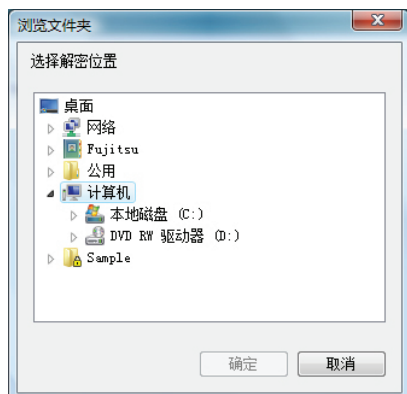 浏览文件夹
选择解密位置
桌面
网络
Fujitsu
公用
计算机
本地磁盘 (C:)
DVD RW 驱动器 (D:)
Sample
确定 取消